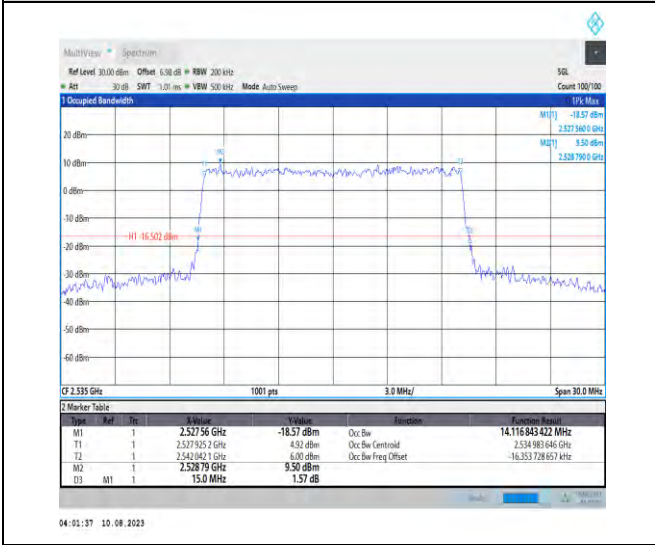 MultiView Spectrum
Ref Level 30.00 dBm Offset 6.98 dB RBW 200 kHz SGL
Att 30 dB SWT 1.01 ms VBW 500 kHz Mode Auto Sweep Count 100/100
1 Occupied Bandwidth 1Pk Max
M1[1] -18.57 dBm
2.527 560 0 GHz
M2[1] 9.50 dBm
2.528 790 0 GHz
20 dBm
M2
T1 T2
10 dBm
0 dBm
-10 dBm
H1 -16.502 dBm
M1
-20 dBm
-30 dBm
-40 dBm
-50 dBm
-60 dBm
CF 2.535 GHz 1001 pts 3.0 MHz/ Span 30.0 MHz
2 Marker Table
Type Ref Trc X-Value Y-Value Function Function Result
M1 1 2.527 56 GHz -18.57 dBm Occ Bw 14.116 843 422 MHz
T1 1 2.527 925 2 GHz 4.92 dBm Occ Bw Centroid 2.534 983 646 GHz
T2 1 2.542 042 1 GHz 6.00 dBm Occ Bw Freq Offset -16.353 728 657 kHz
M2 1 2.528 79 GHz 9.50 dBm
D3 M1 1 15.0 MHz 1.57 dB
04:01:37 10.08.2023